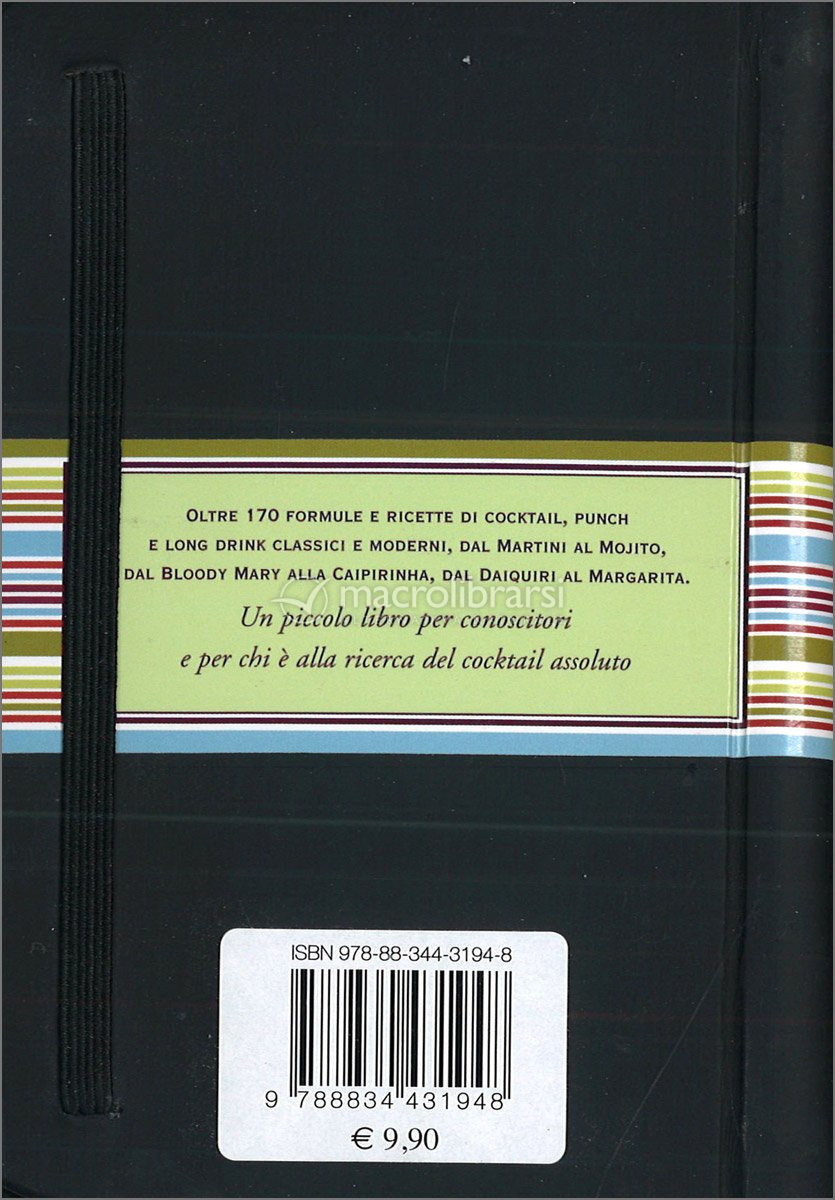 Oltre 170 formule e ricette di cocktail, punch
e long drink classici e moderni, dal Martini al Mojito,
dal Bloody Mary alla Caipirinha, dal Daiquiri al Margarita.
macrolibrarsi
Un piccolo libro per conoscitori
e per chi è alla ricerca del cocktail assoluto
ISBN 978-88-344-3194-8
9 788834 431948
€ 9,90